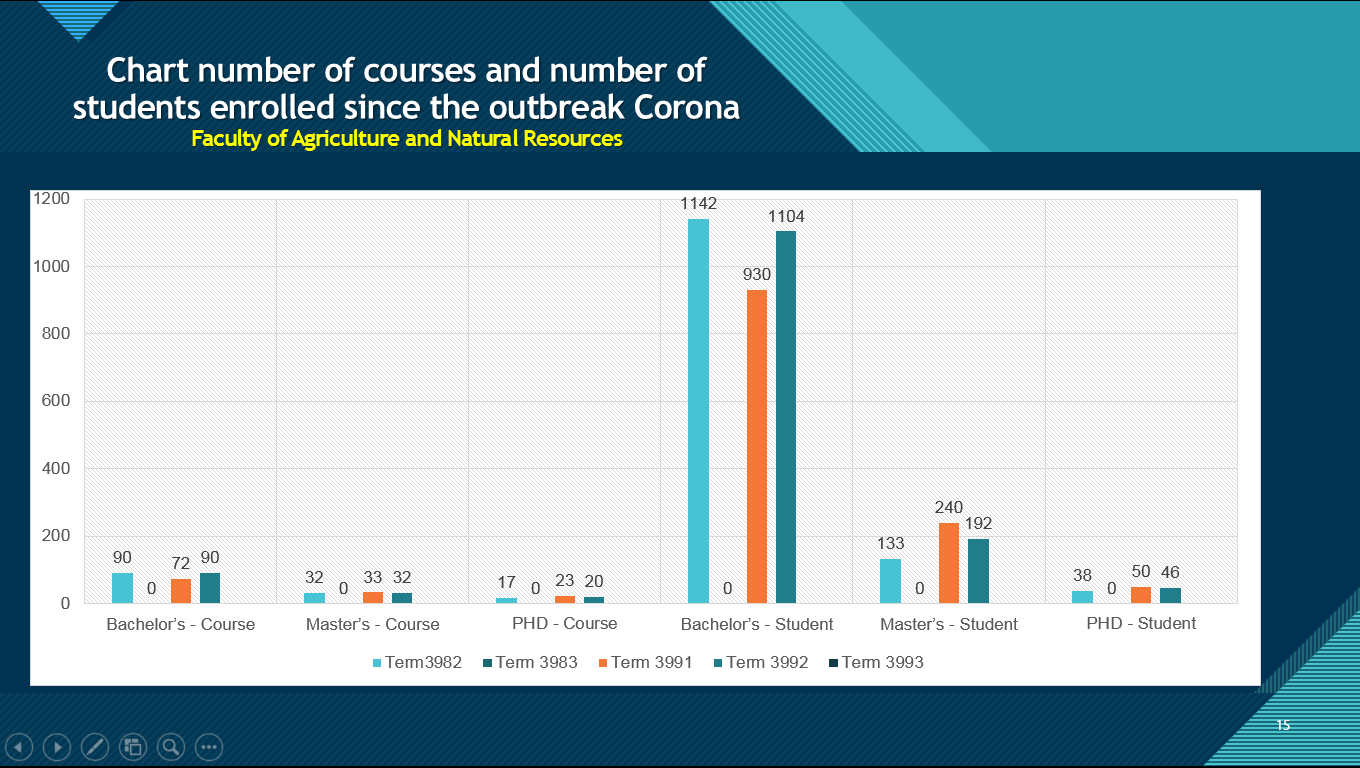 Chart number of courses and number of
students enrolled since the outbreak Corona
Faculty of Agriculture and Natural Resources
1200
1000
800
600
400
200
0
90 0 72 90
32 0 33 32
17 0 23 20
1142 0 930 1104
133 0 240 192
38 0 50 46
Bachelor's - Course Master's - Course PHD - Course Bachelor's - Student Master's - Student PHD - Student
Term3982 Term 3983 Term 3991 Term 3992 Term 3993
15